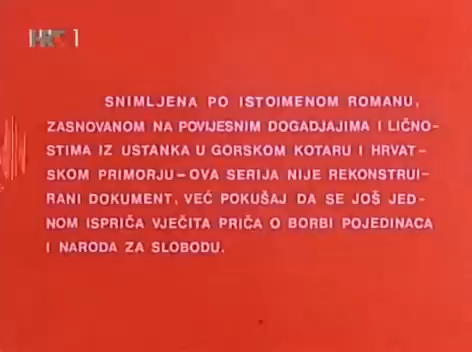 HRT 1
SNIMLJENA PO ISTOIMENOM ROMANU,
ZASNOVANOM NA POVIJESNIM DOGADJAJIMA I LIČNO-
STIMA IZ USTANKA U GORSKOM KOTARU I HRVAT-
SKOM PRIMORJU-OVA SERIJA NIJE REKONSTRUI-
RANI DOKUMENT, VEĆ POKUŠAJ DA SE JOŠ JED-
NOM ISPRIČA VJEČITA PRIČA O BORBI POJEDINACA
I NARODA ZA SLOBODU.